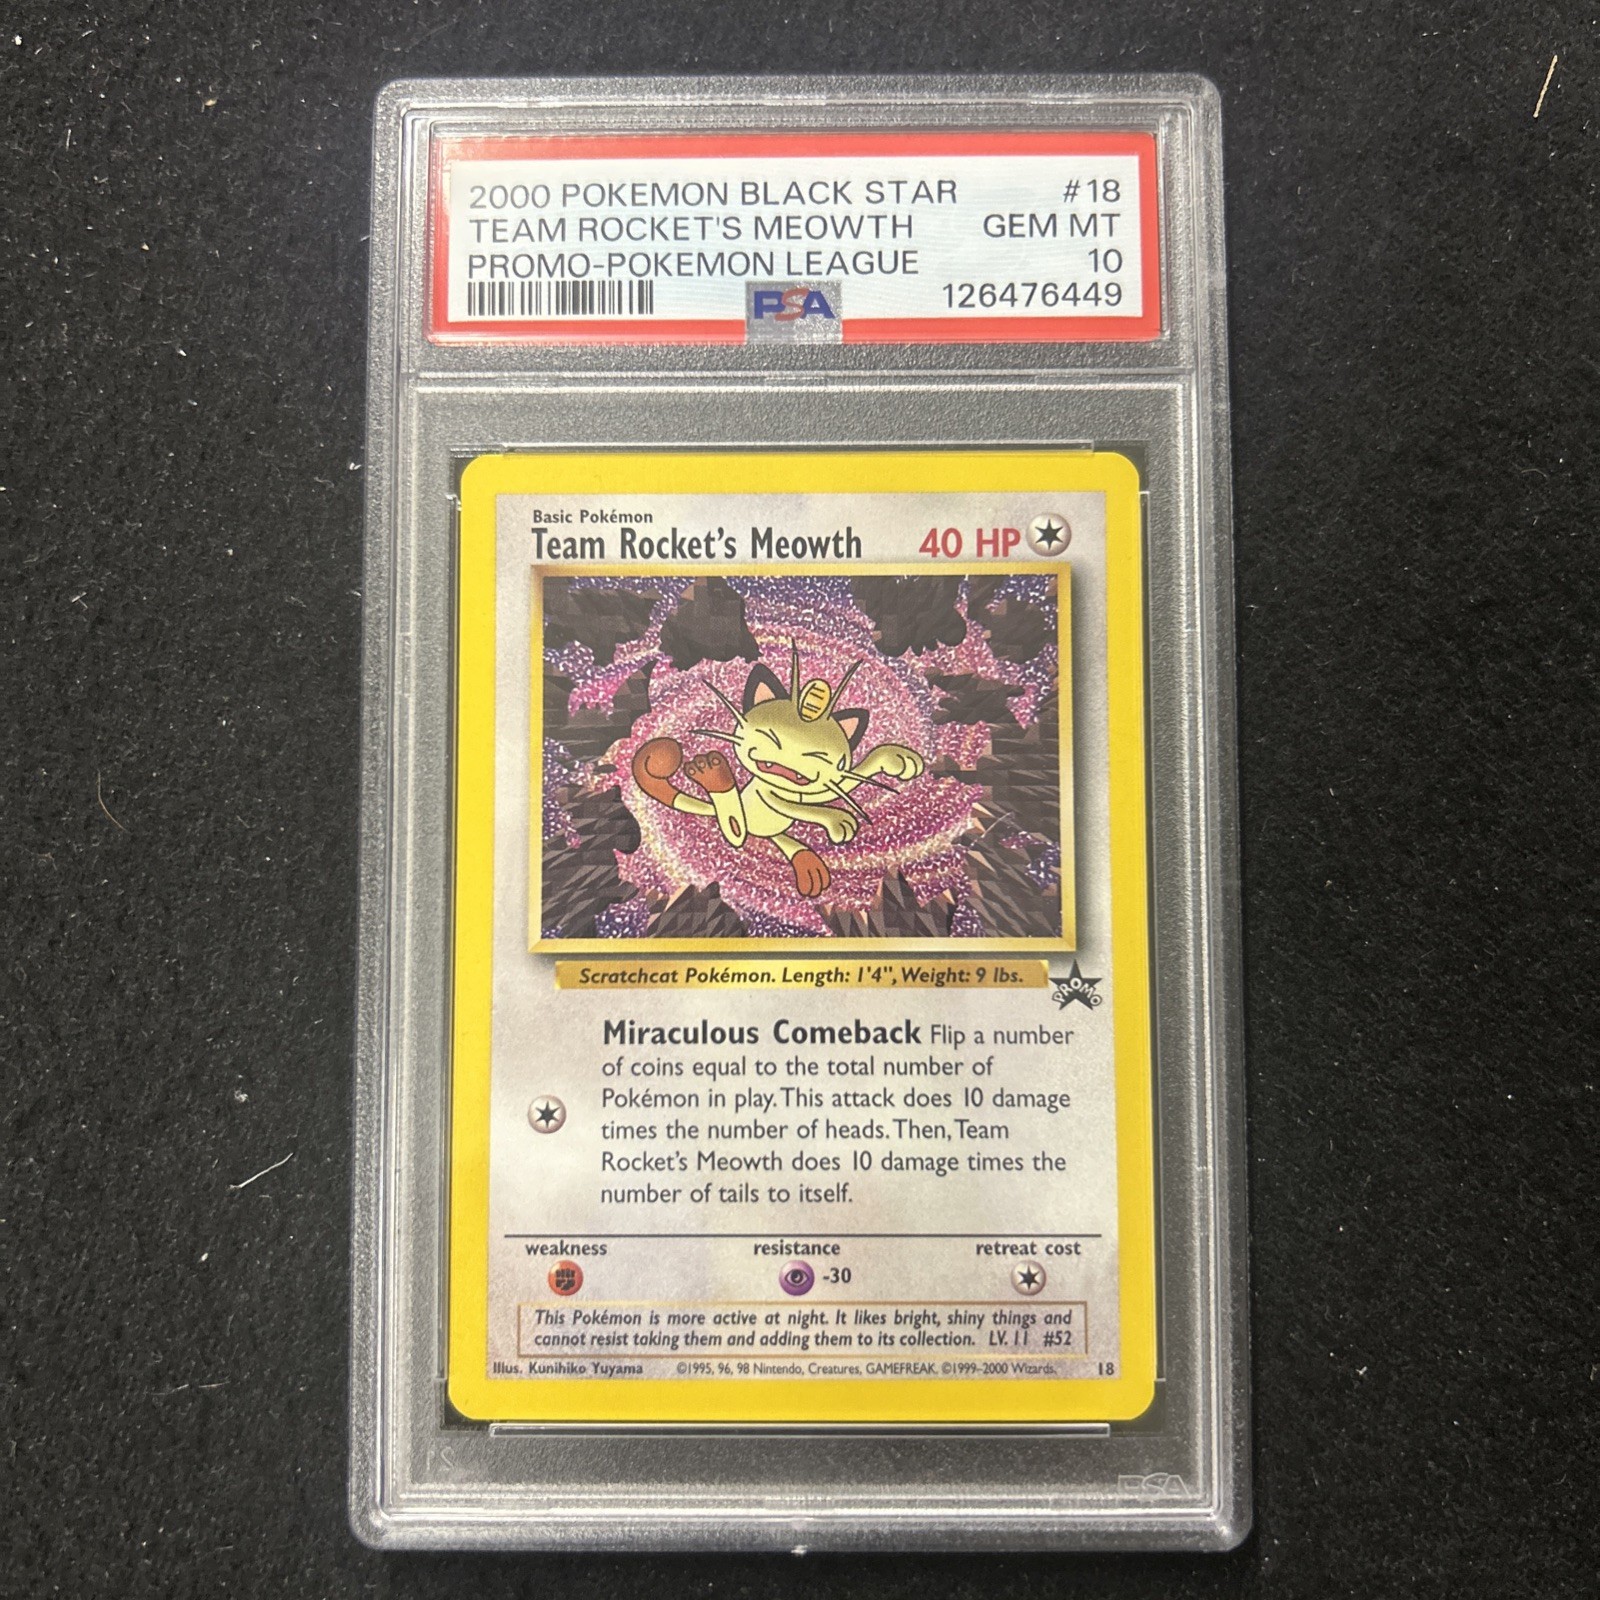 2000 POKEMON BLACK STAR #18
TEAM ROCKET'S MEOWTH GEM MT
PROMO-POKEMON LEAGUE 10
PSA 126476449
Basic Pokémon
Team Rocket's Meowth 40 HP
Scratchcat Pokémon. Length: 1'4", Weight: 9 lbs.
PROMO
Miraculous Comeback Flip a number
of coins equal to the total number of
Pokémon in play. This attack does 10 damage
times the number of heads. Then, Team
Rocket's Meowth does 10 damage times the
number of tails to itself.
weakness resistance retreat cost
-30
This Pokémon is more active at night. It likes bright, shiny things and
cannot resist taking them and adding them to its collection. LV. 11 #52
Illus. Kunihiko Yuyama ©1995, 96, 98 Nintendo, Creatures, GAMEFREAK. ©1999-2000 Wizards. 18
PSA